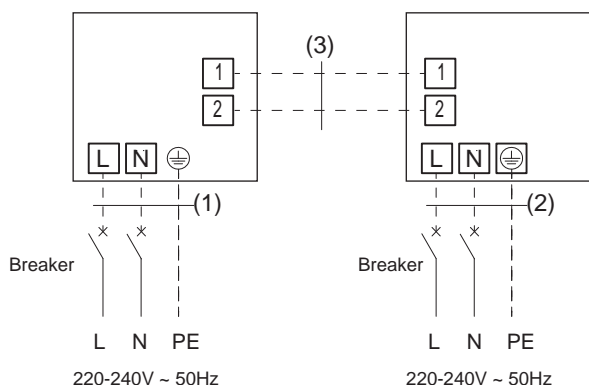 (3)
1
1
2
2
L N
L N
(1)
(2)
Breaker
Breaker
L N PE
L N PE
220-240V ~ 50Hz
220-240V ~ 50Hz